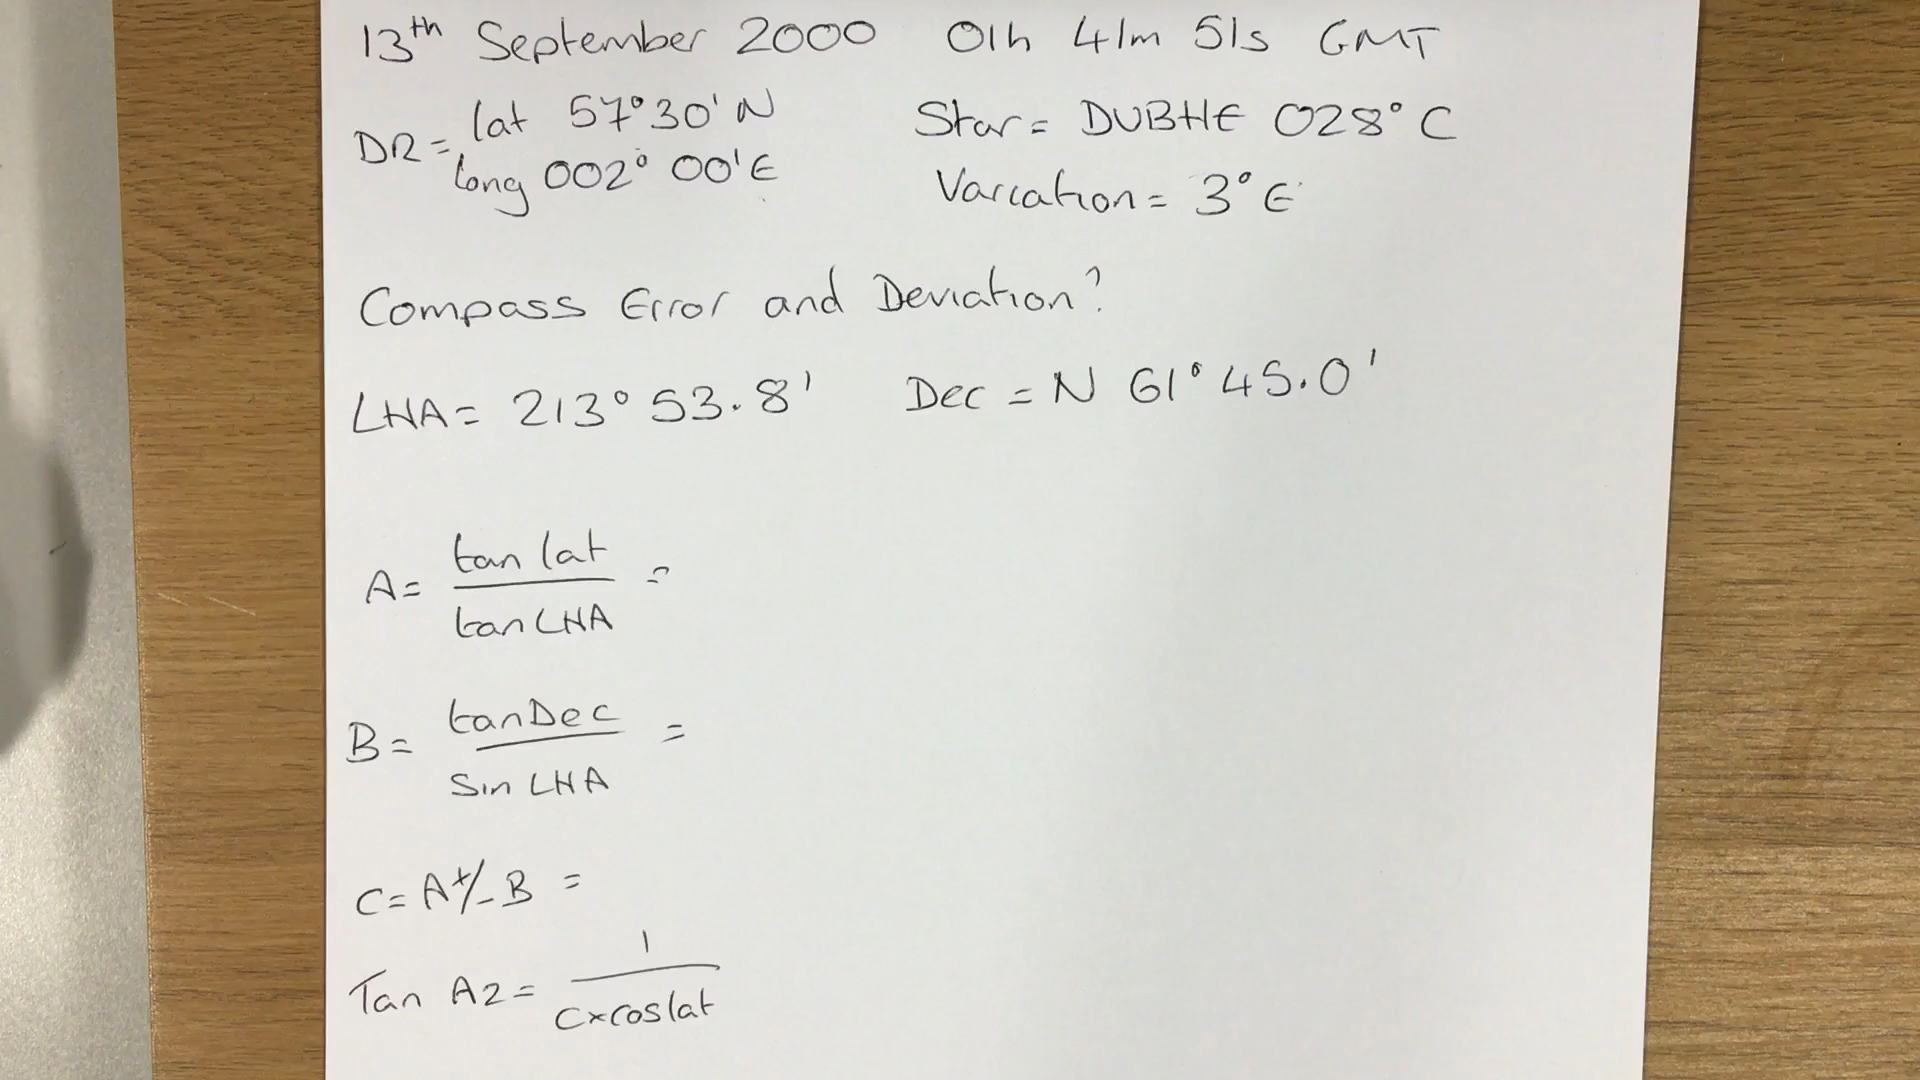 13th September 2000 01h 41m 51s GMT
DR = lat 57° 30' N
long 002° 00' E
Star = DUBHE 028° C
Variation = 3° E
Compass Error and Deviation?
LHA = 213° 53.8' Dec = N 61° 45.0'
A = tan lat / tan LHA =
B = tan Dec / Sin LHA =
C = A +/- B =
Tan AZ = 1 / C x cos lat